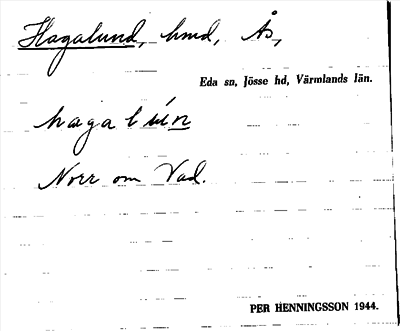 Hagalund, hmd, Ås,
Eda sn, Jösse hd, Värmlands län.
hagalún
Norr om Vad.
PER HENNINGSSON 1944.